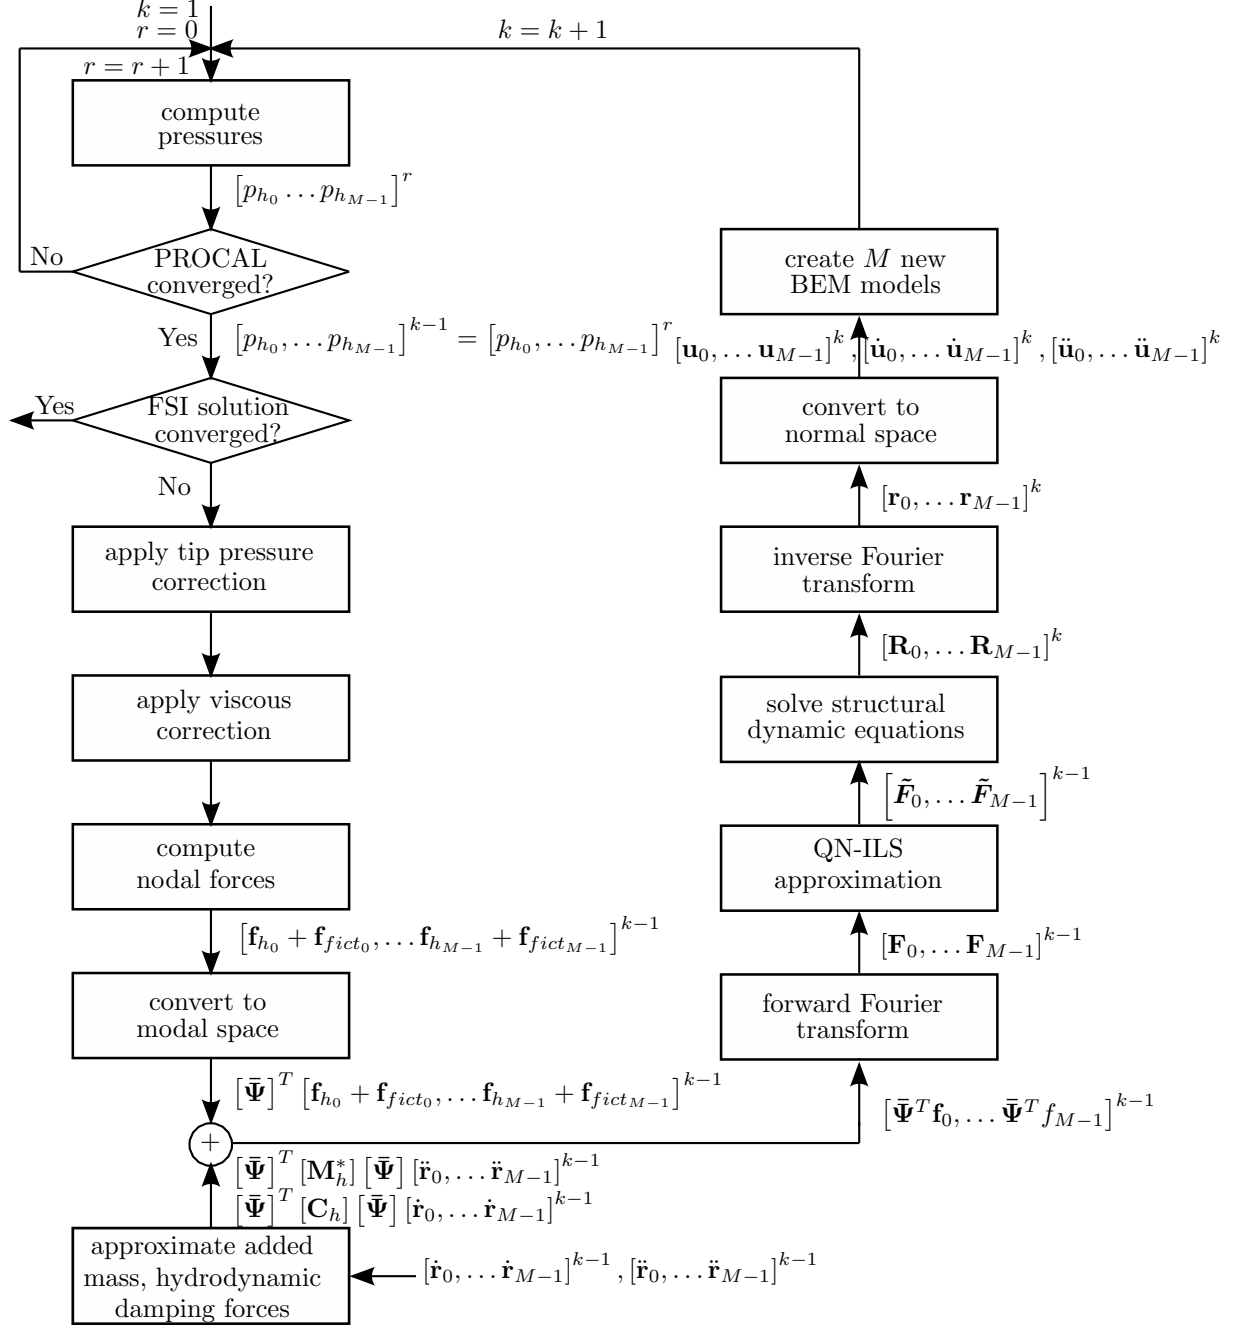 k = 1
r = 0
k = k + 1
r = r + 1
compute
pressures
[p_{h_0} … p_{h_{M−1}}]^r
No
PROCAL
converged?
Yes
[p_{h_0}, … p_{h_{M−1}}]^{k−1} = [p_{h_0}, … p_{h_{M−1}}]^r
Yes
FSI solution
converged?
No
apply tip pressure
correction
apply viscous
correction
compute
nodal forces
[𝐟_{h_0} + 𝐟_{fict_0}, … 𝐟_{h_{M−1}} + 𝐟_{fict_{M−1}}]^{k−1}
convert to
modal space
[𝚿̄]^T [𝐟_{h_0} + 𝐟_{fict_0}, … 𝐟_{h_{M−1}} + 𝐟_{fict_{M−1}}]^{k−1}
+
[𝚿̄]^T [𝐌_h^*] [𝚿̄] [𝐫̈_0, … 𝐫̈_{M−1}]^{k−1}
[𝚿̄]^T [𝐂_h] [𝚿̄] [𝐫̇_0, … 𝐫̇_{M−1}]^{k−1}
approximate added
mass, hydrodynamic
damping forces
[𝐫̇_0, … 𝐫̇_{M−1}]^{k−1} , [𝐫̈_0, … 𝐫̈_{M−1}]^{k−1}
[𝚿̄^T 𝐟_0, … 𝚿̄^T f_{M−1}]^{k−1}
forward Fourier
transform
[𝐅_0, … 𝐅_{M−1}]^{k−1}
QN-ILS
approximation
[𝑭̃_0, … 𝑭̃_{M−1}]^{k−1}
solve structural
dynamic equations
[𝐑_0, … 𝐑_{M−1}]^k
inverse Fourier
transform
[𝐫_0, … 𝐫_{M−1}]^k
convert to
normal space
[𝐮_0, … 𝐮_{M−1}]^k , [𝐮̇_0, … 𝐮̇_{M−1}]^k , [𝐮̈_0, … 𝐮̈_{M−1}]^k
create M new
BEM models